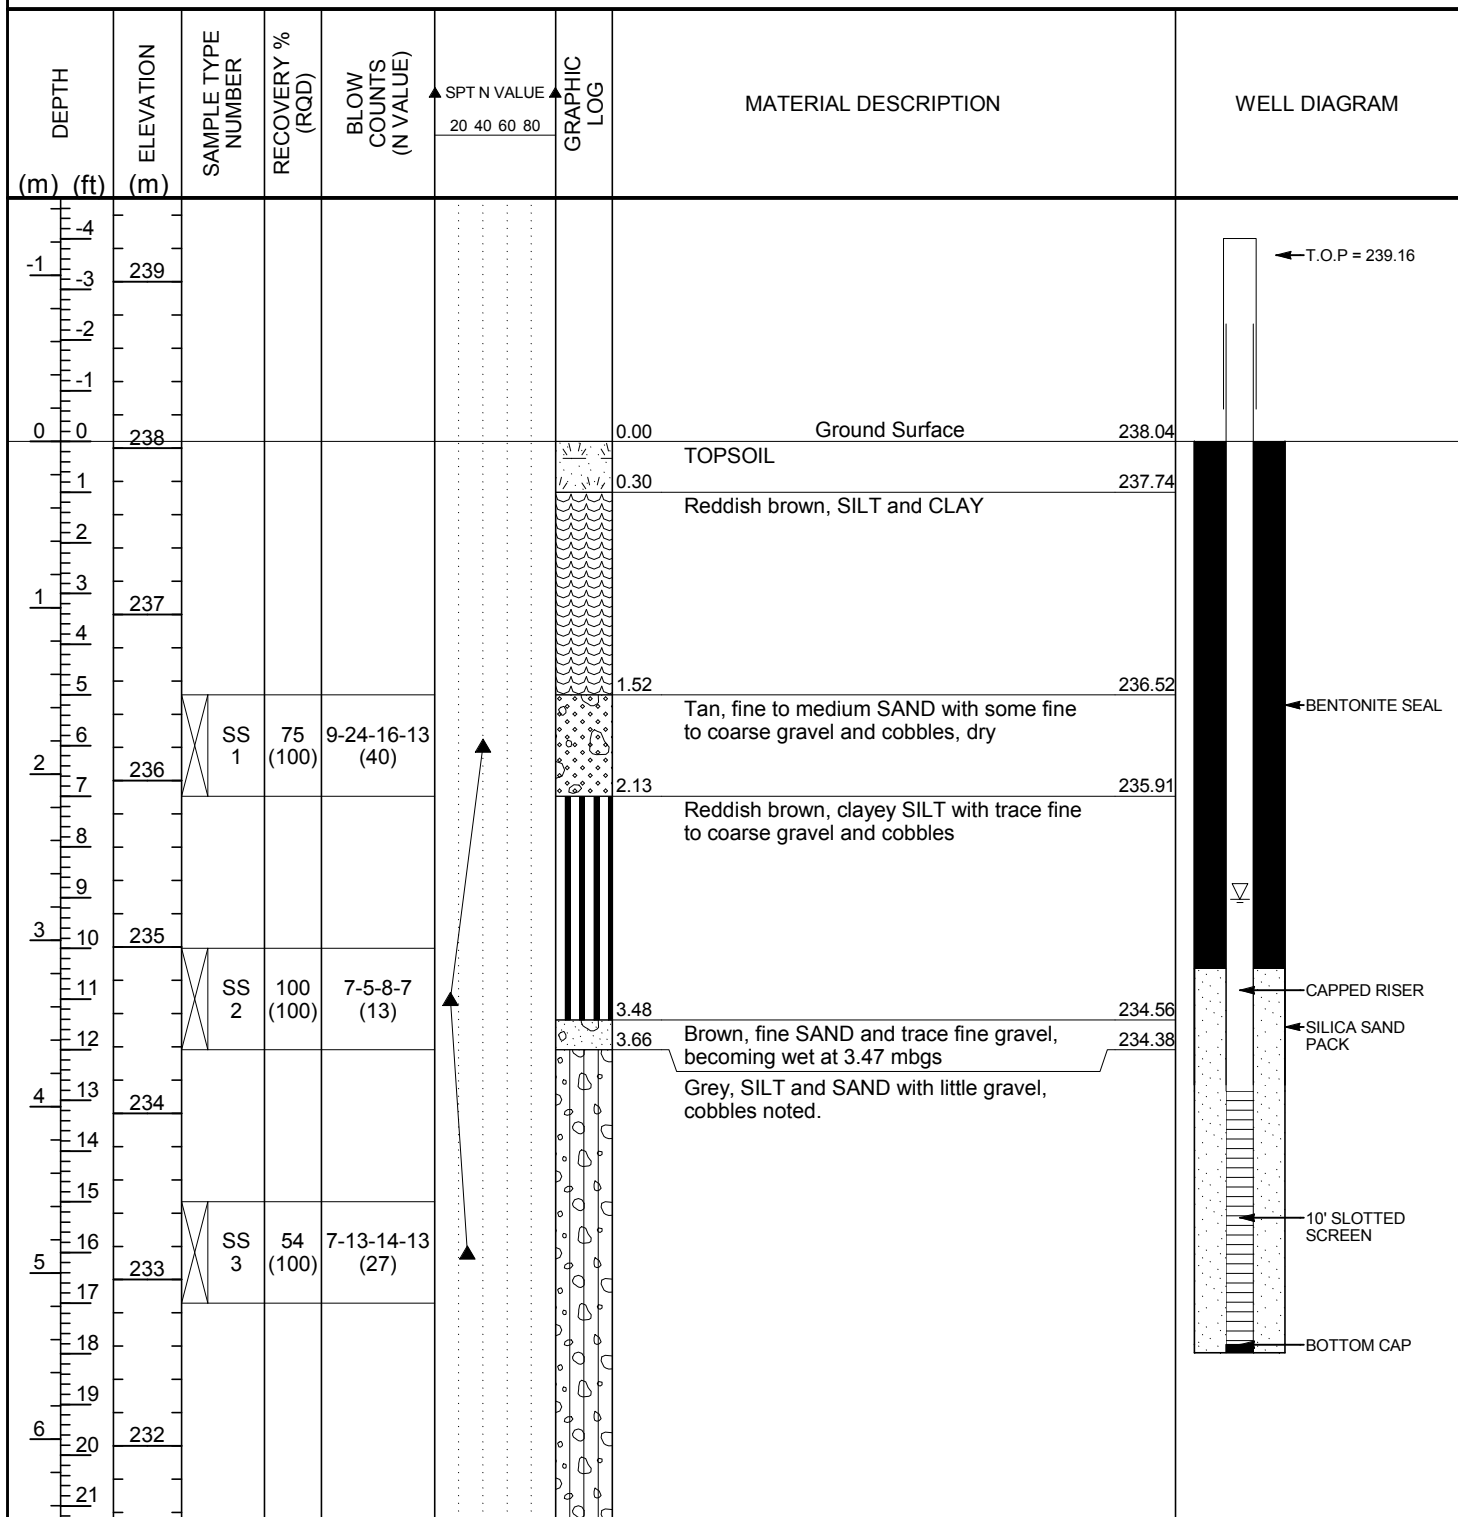 DEPTH
(m) (ft)
ELEVATION
(m)
SAMPLE TYPE
NUMBER
RECOVERY %
(RQD)
BLOW
COUNTS
(N VALUE)
SPT N VALUE
20 40 60 80
GRAPHIC
LOG
MATERIAL DESCRIPTION
WELL DIAGRAM
-4
T.O.P = 239.16
-1 239
-3
-2
-1
0 0 238 0.00 Ground Surface 238.04
TOPSOIL
1 0.30 237.74
Reddish brown, SILT and CLAY
2
3
1 237
4
5 1.52 236.52
Tan, fine to medium SAND with some fine
to coarse gravel and cobbles, dry
BENTONITE SEAL
6 SS 75 9-24-16-13
1 (100) (40)
2 236
7 2.13 235.91
Reddish brown, clayey SILT with trace fine
to coarse gravel and cobbles
8
9
3 10 235
11 SS 100 7-5-8-7
2 (100) (13)
CAPPED RISER
3.48 234.56
SILICA SAND
PACK
12 3.66 Brown, fine SAND and trace fine gravel, 234.38
becoming wet at 3.47 mbgs
Grey, SILT and SAND with little gravel,
cobbles noted.
4 13 234
14
15
10' SLOTTED
SCREEN
16 SS 54 7-13-14-13
3 (100) (27)
5 233
17
18
BOTTOM CAP
19
6 20 232
21